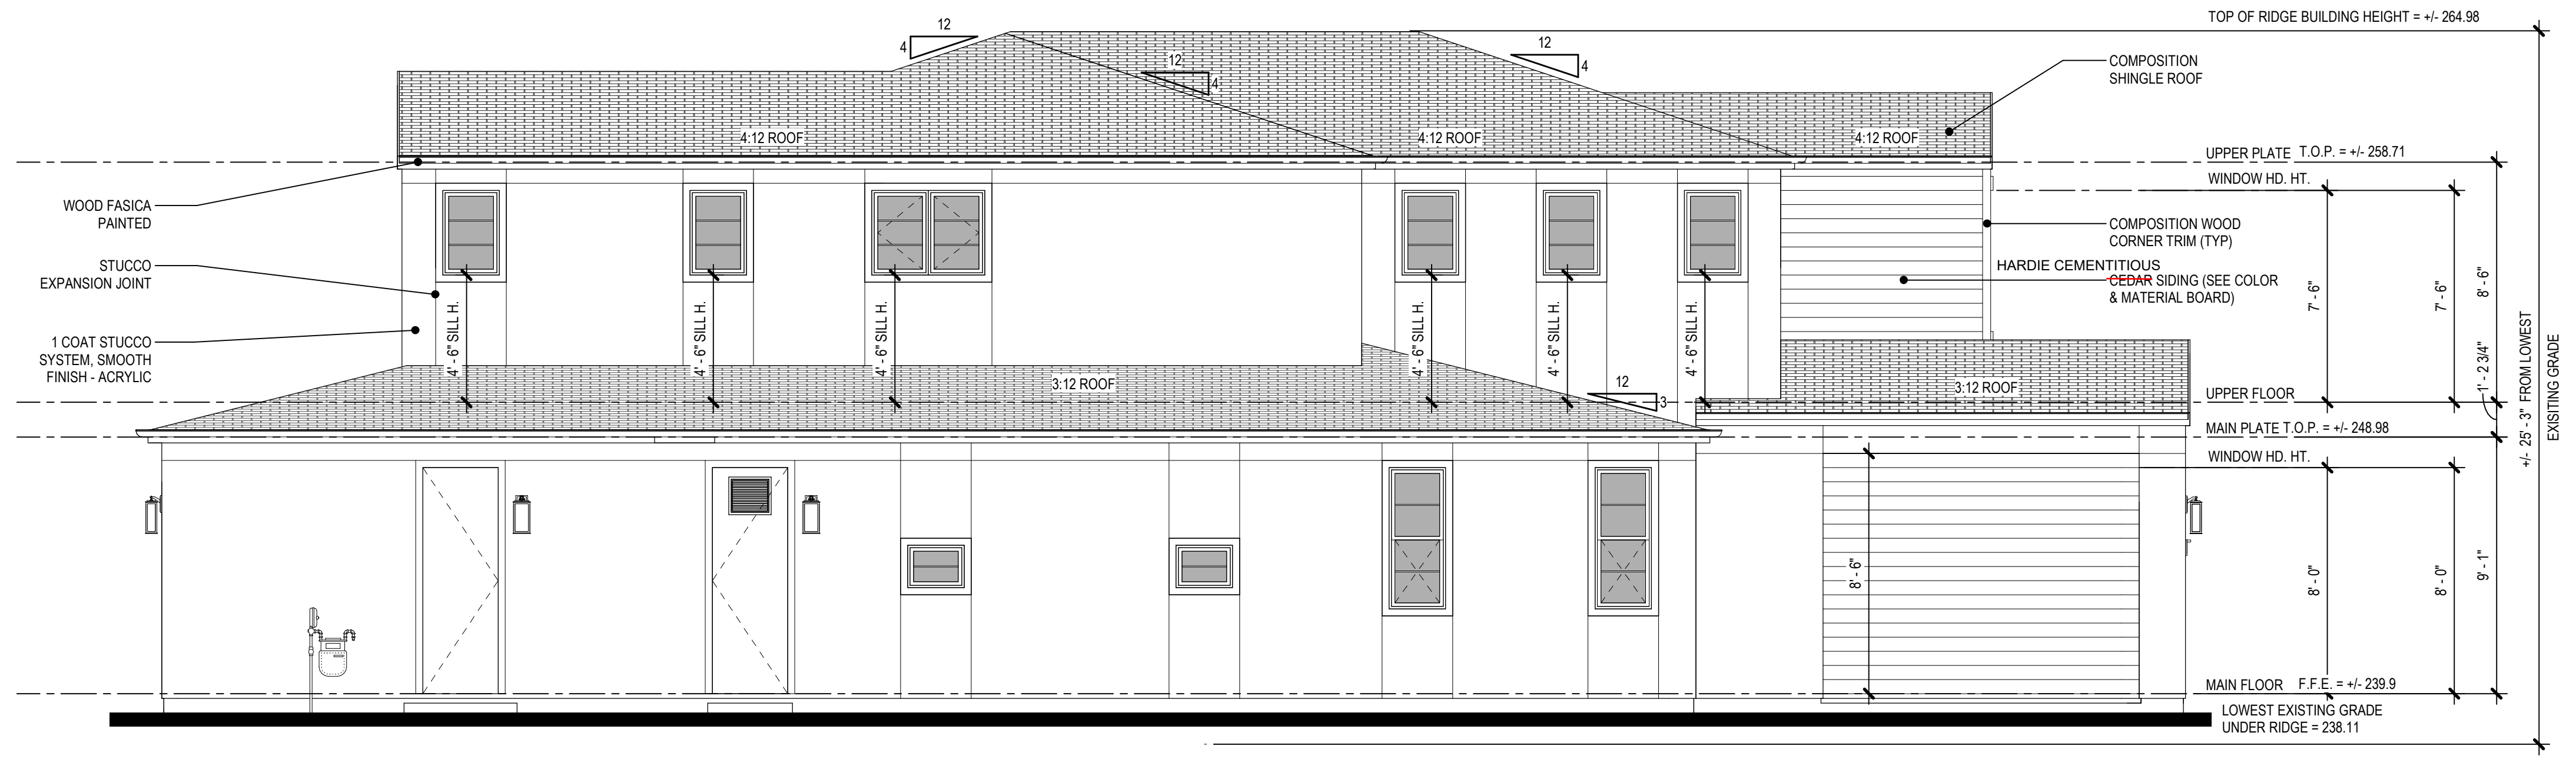 TOP OF RIDGE BUILDING HEIGHT = +/- 264.98
12
4
12
4
12
4
COMPOSITION
SHINGLE ROOF
4:12 ROOF
4:12 ROOF
4:12 ROOF
UPPER PLATE T.O.P. = +/- 258.71
WINDOW HD. HT.
WOOD FASICA
PAINTED
COMPOSITION WOOD
CORNER TRIM (TYP)
STUCCO
EXPANSION JOINT
HARDIE CEMENTITIOUS
CEDAR SIDING (SEE COLOR
& MATERIAL BOARD)
1 COAT STUCCO
SYSTEM, SMOOTH
FINISH - ACRYLIC
4' - 6" SILL H.
4' - 6" SILL H.
4' - 6" SILL H.
4' - 6" SILL H.
4' - 6" SILL H.
4' - 6" SILL H.
7' - 6"
7' - 6"
8' - 6"
1' - 2 3/4"
+/- 25' - 3" FROM LOWEST
EXISITING GRADE
3:12 ROOF
12
3
3:12 ROOF
UPPER FLOOR
MAIN PLATE T.O.P. = +/- 248.98
WINDOW HD. HT.
8' - 6"
8' - 0"
8' - 0"
9' - 1"
MAIN FLOOR F.F.E. = +/- 239.9
LOWEST EXISTING GRADE
UNDER RIDGE = 238.11